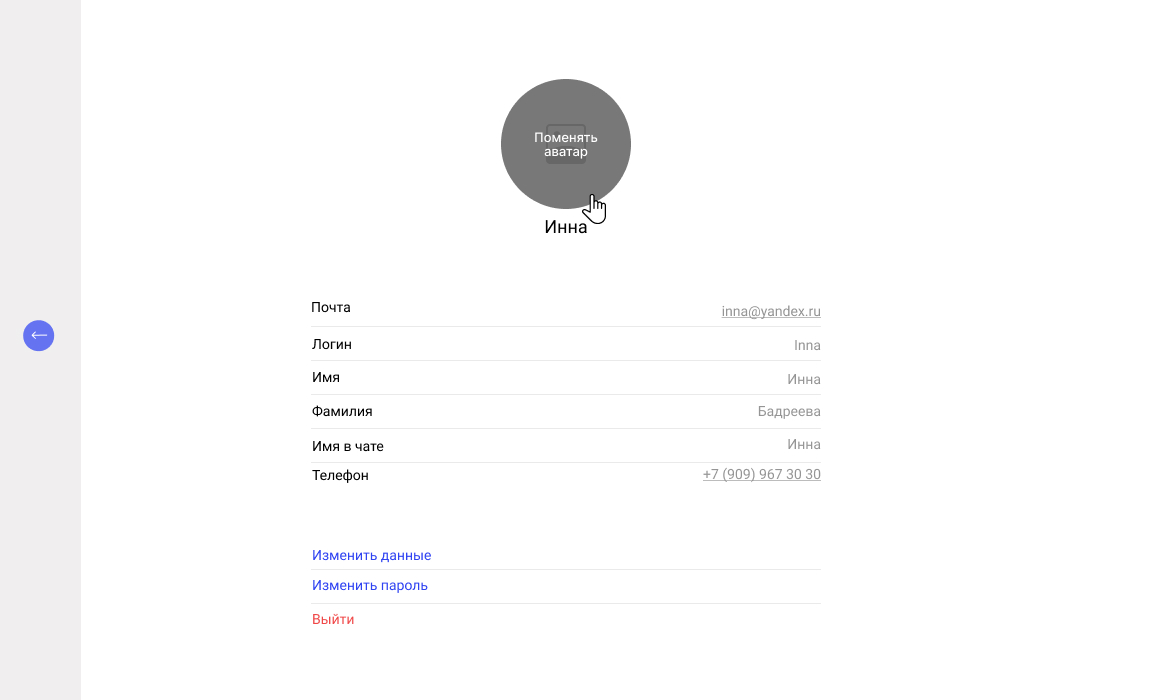 Поменять
аватар
Инна
Почта inna@yandex.ru
Логин Inna
Имя Инна
Фамилия Бадреева
Имя в чате Инна
Телефон +7 (909) 967 30 30
Изменить данные
Изменить пароль
Выйти